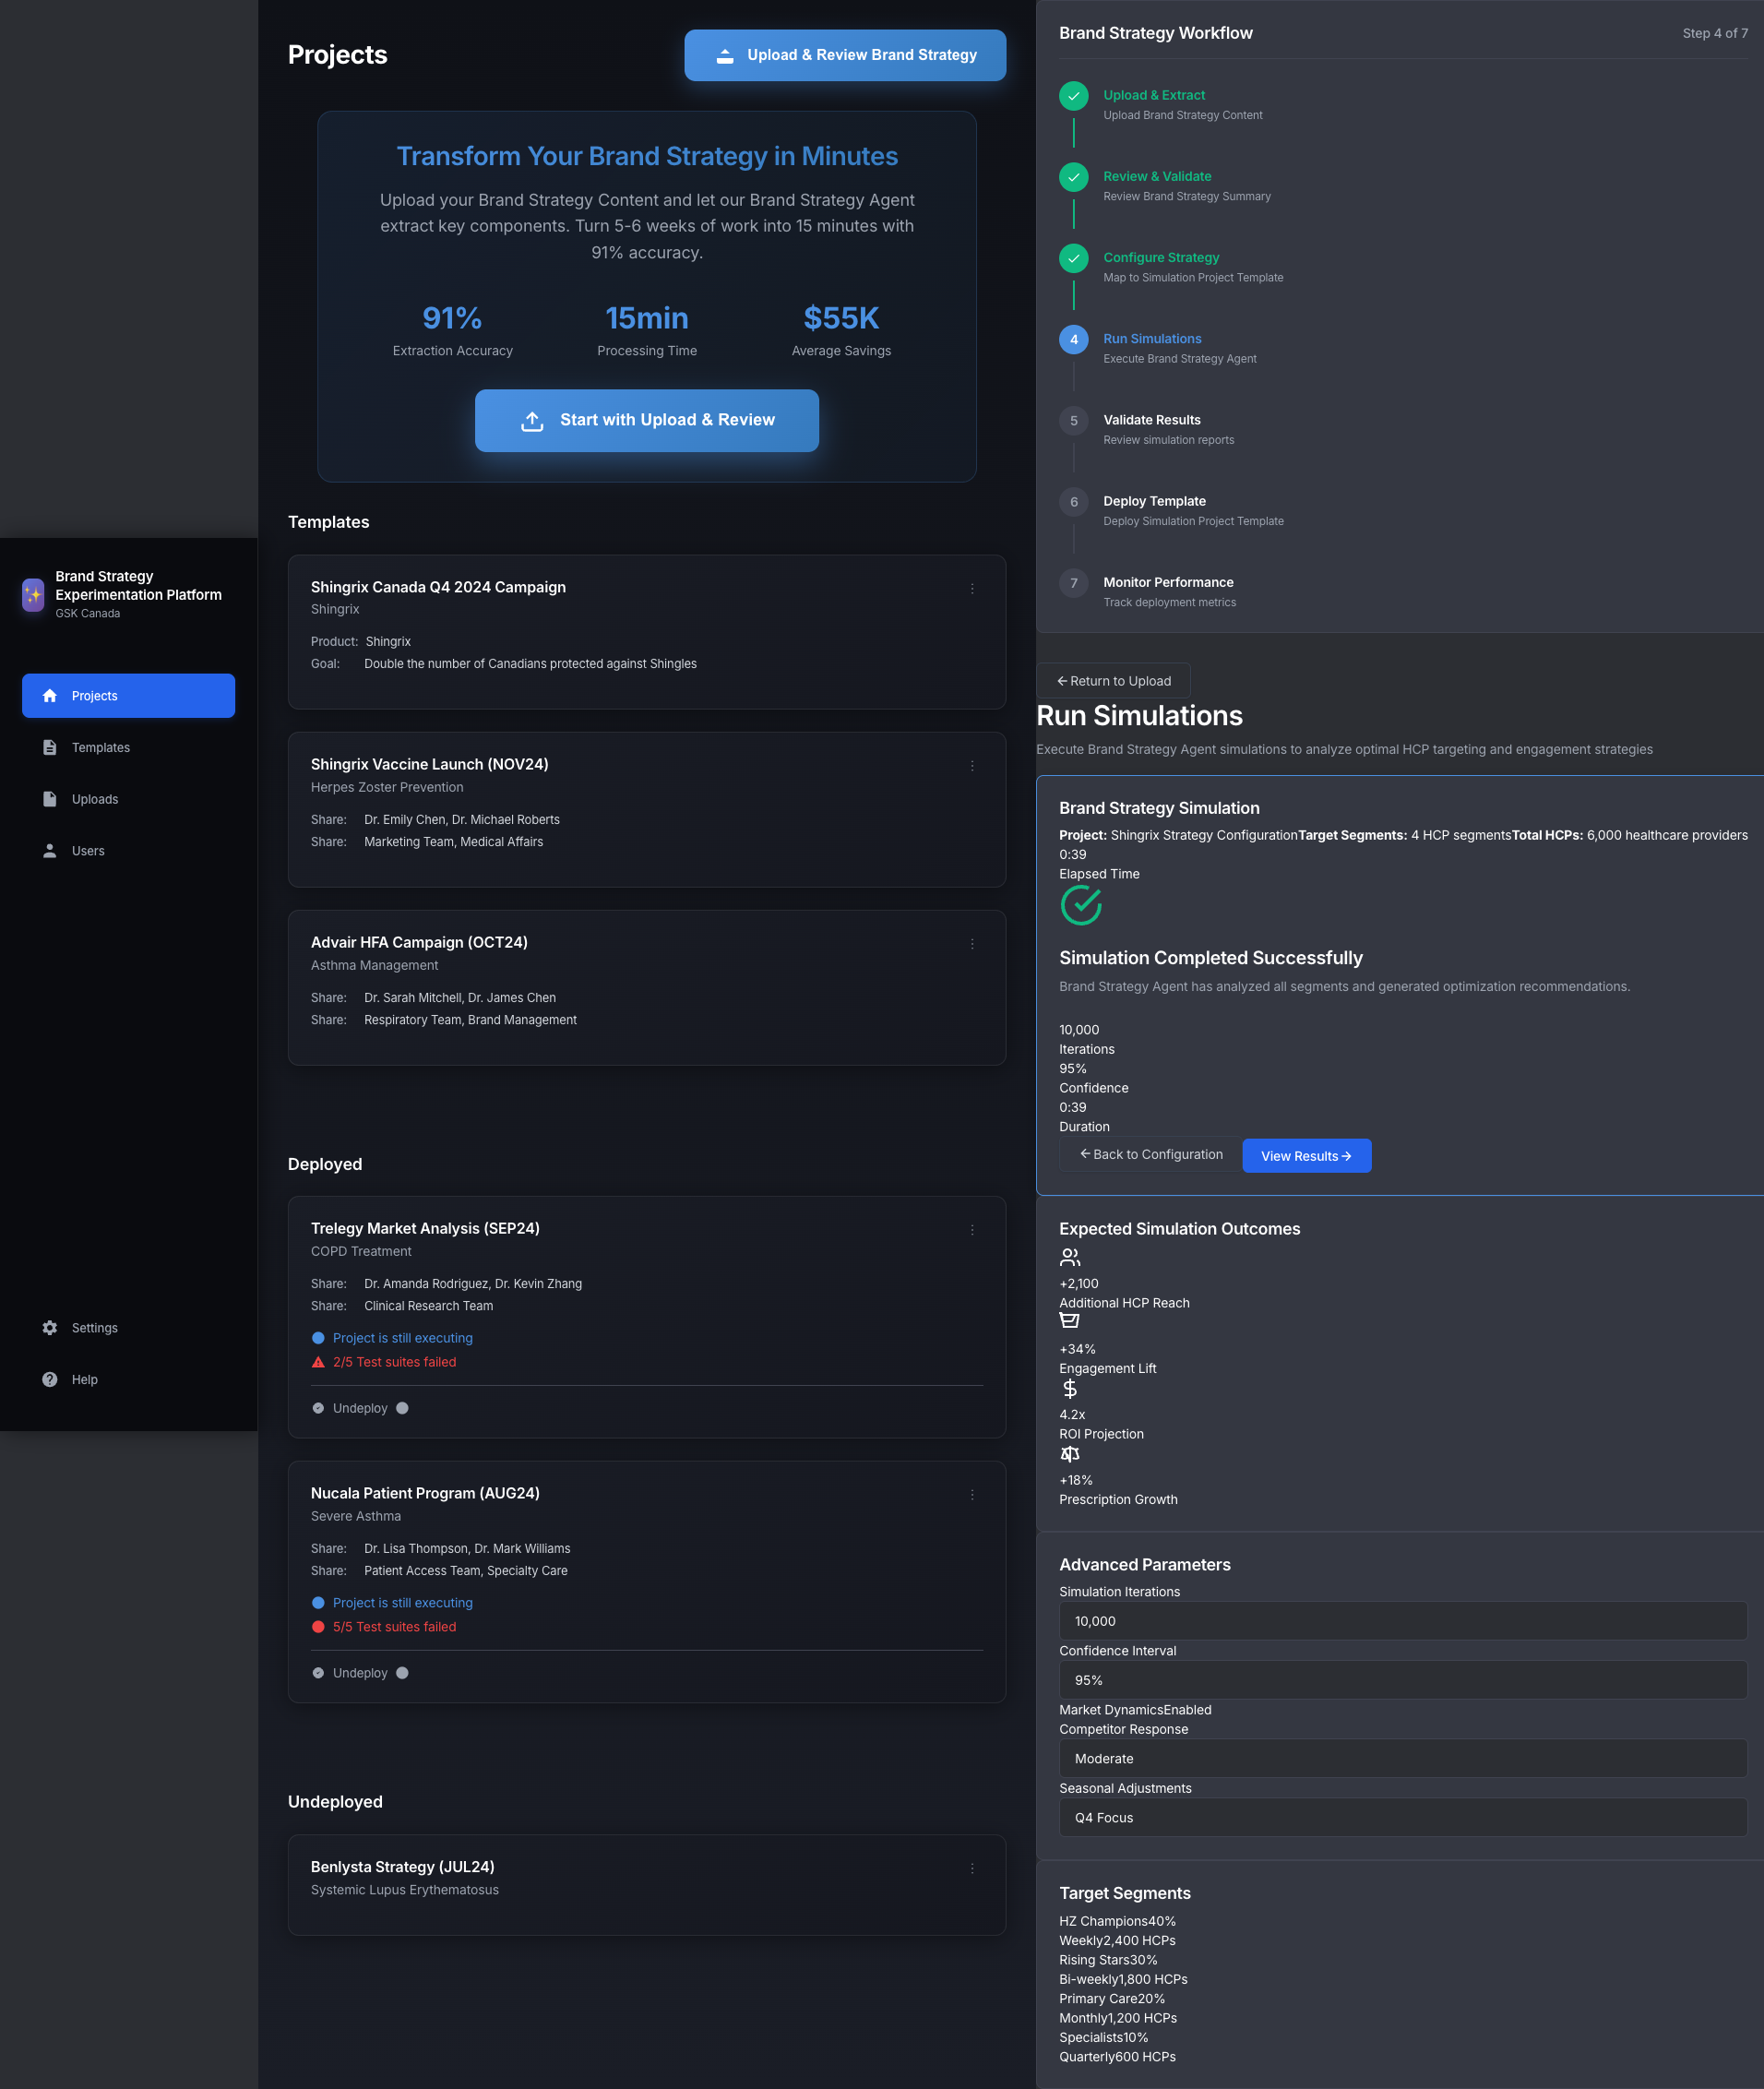 Brand Strategy
Experimentation Platform
GSK Canada
Projects
Templates
Uploads
Users
Settings
Help
Projects
Upload & Review Brand Strategy
Transform Your Brand Strategy in Minutes
Upload your Brand Strategy Content and let our Brand Strategy Agent
extract key components. Turn 5-6 weeks of work into 15 minutes with
91% accuracy.
91%
Extraction Accuracy
15min
Processing Time
$55K
Average Savings
Start with Upload & Review
Templates
Shingrix Canada Q4 2024 Campaign
Shingrix
Product: Shingrix
Goal: Double the number of Canadians protected against Shingles
Shingrix Vaccine Launch (NOV24)
Herpes Zoster Prevention
Share: Dr. Emily Chen, Dr. Michael Roberts
Share: Marketing Team, Medical Affairs
Advair HFA Campaign (OCT24)
Asthma Management
Share: Dr. Sarah Mitchell, Dr. James Chen
Share: Respiratory Team, Brand Management
Deployed
Trelegy Market Analysis (SEP24)
COPD Treatment
Share: Dr. Amanda Rodriguez, Dr. Kevin Zhang
Share: Clinical Research Team
Project is still executing
2/5 Test suites failed
Undeploy
Nucala Patient Program (AUG24)
Severe Asthma
Share: Dr. Lisa Thompson, Dr. Mark Williams
Share: Patient Access Team, Specialty Care
Project is still executing
5/5 Test suites failed
Undeploy
Undeployed
Benlysta Strategy (JUL24)
Systemic Lupus Erythematosus
Brand Strategy Workflow
Step 4 of 7
Upload & Extract
Upload Brand Strategy Content
Review & Validate
Review Brand Strategy Summary
Configure Strategy
Map to Simulation Project Template
4 Run Simulations
Execute Brand Strategy Agent
5 Validate Results
Review simulation reports
6 Deploy Template
Deploy Simulation Project Template
7 Monitor Performance
Track deployment metrics
Return to Upload
Run Simulations
Execute Brand Strategy Agent simulations to analyze optimal HCP targeting and engagement strategies
Brand Strategy Simulation
Project: Shingrix Strategy ConfigurationTarget Segments: 4 HCP segmentsTotal HCPs: 6,000 healthcare providers
0:39
Elapsed Time
Simulation Completed Successfully
Brand Strategy Agent has analyzed all segments and generated optimization recommendations.
10,000
Iterations
95%
Confidence
0:39
Duration
Back to Configuration
View Results
Expected Simulation Outcomes
+2,100
Additional HCP Reach
+34%
Engagement Lift
4.2x
ROI Projection
+18%
Prescription Growth
Advanced Parameters
Simulation Iterations
10,000
Confidence Interval
95%
Market DynamicsEnabled
Competitor Response
Moderate
Seasonal Adjustments
Q4 Focus
Target Segments
HZ Champions40%
Weekly2,400 HCPs
Rising Stars30%
Bi-weekly1,800 HCPs
Primary Care20%
Monthly1,200 HCPs
Specialists10%
Quarterly600 HCPs